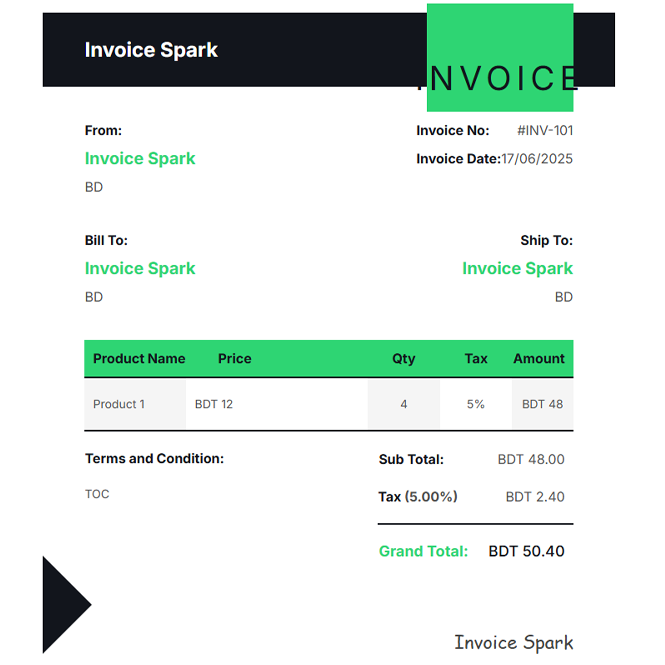 Invoice Spark
INVOICE
From:
Invoice Spark
BD
Invoice No: #INV-101
Invoice Date:17/06/2025
Bill To:
Invoice Spark
BD
Ship To:
Invoice Spark
BD
Product Name Price Qty Tax Amount
Product 1 BDT 12 4 5% BDT 48
Terms and Condition:
TOC
Sub Total: BDT 48.00
Tax (5.00%) BDT 2.40
Grand Total: BDT 50.40
Invoice Spark